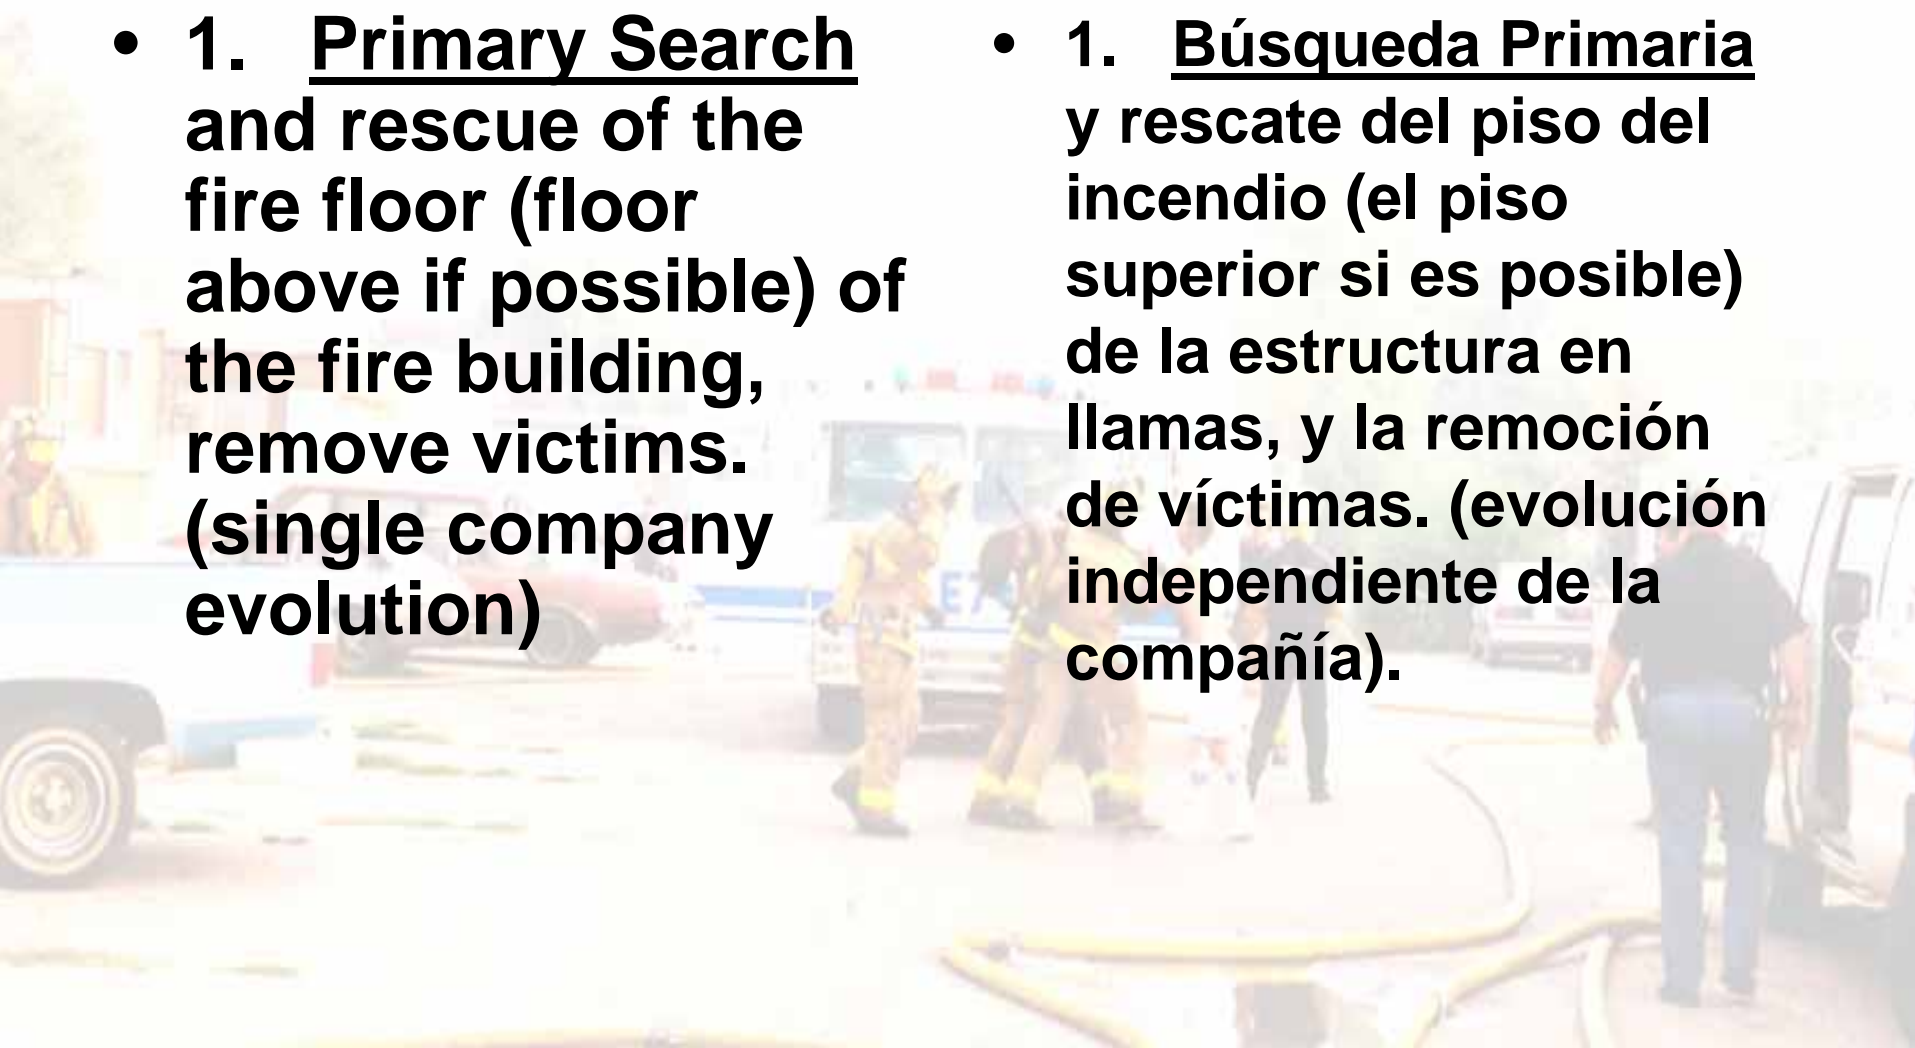 • 1. Primary Search
and rescue of the
fire floor (floor
above if possible) of
the fire building,
remove victims.
(single company
evolution)
• 1. Búsqueda Primaria
y rescate del piso del
incendio (el piso
superior si es posible)
de la estructura en
llamas, y la remoción
de víctimas. (evolución
independiente de la
compañía).
E7